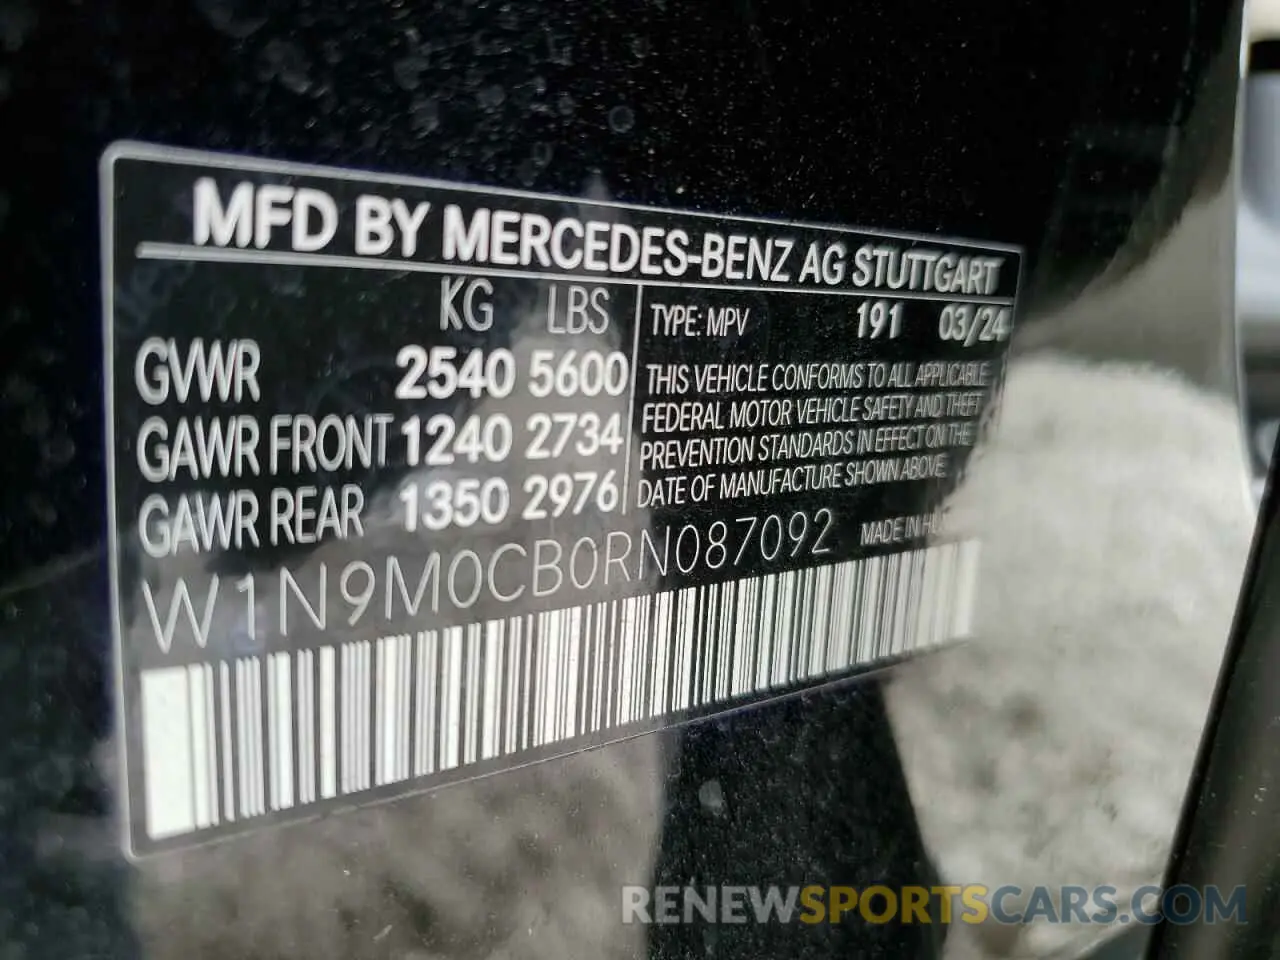 MFD BY MERCEDES-BENZ AG STUTTGART
KG LBS
GVWR 2540 5600
GAWR FRONT 1240 2734
GAWR REAR 1350 2976
TYPE: MPV 191 03/24
THIS VEHICLE CONFORMS TO ALL APPLICABLE
FEDERAL MOTOR VEHICLE SAFETY AND THEFT
PREVENTION STANDARDS IN EFFECT ON THE
DATE OF MANUFACTURE SHOWN ABOVE
W1N9M0CB0RN087092 MADE IN
RENEWSPORTSCARS.COM